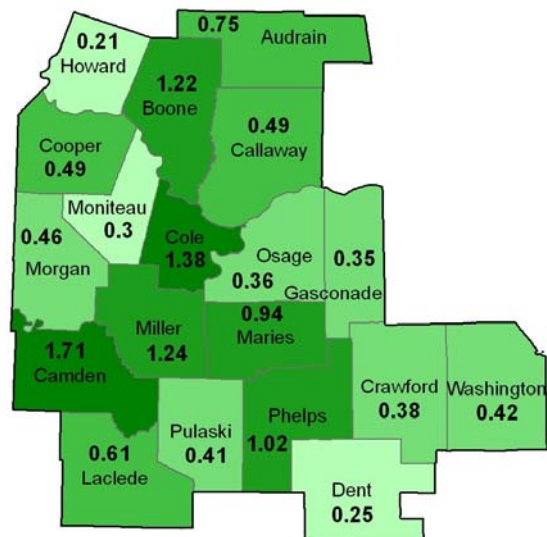 0.75
Audrain
0.21
Howard
1.22
Boone
0.49
Callaway
Cooper
0.49
Moniteau
0.3
0.46
Morgan
Cole
1.38
Osage
0.36
0.35
Gasconade
0.94
Maries
Miller
1.24
1.71
Camden
Crawford
0.38
Washington
0.42
Phelps
1.02
Pulaski
0.41
0.61
Laclede
Dent
0.25